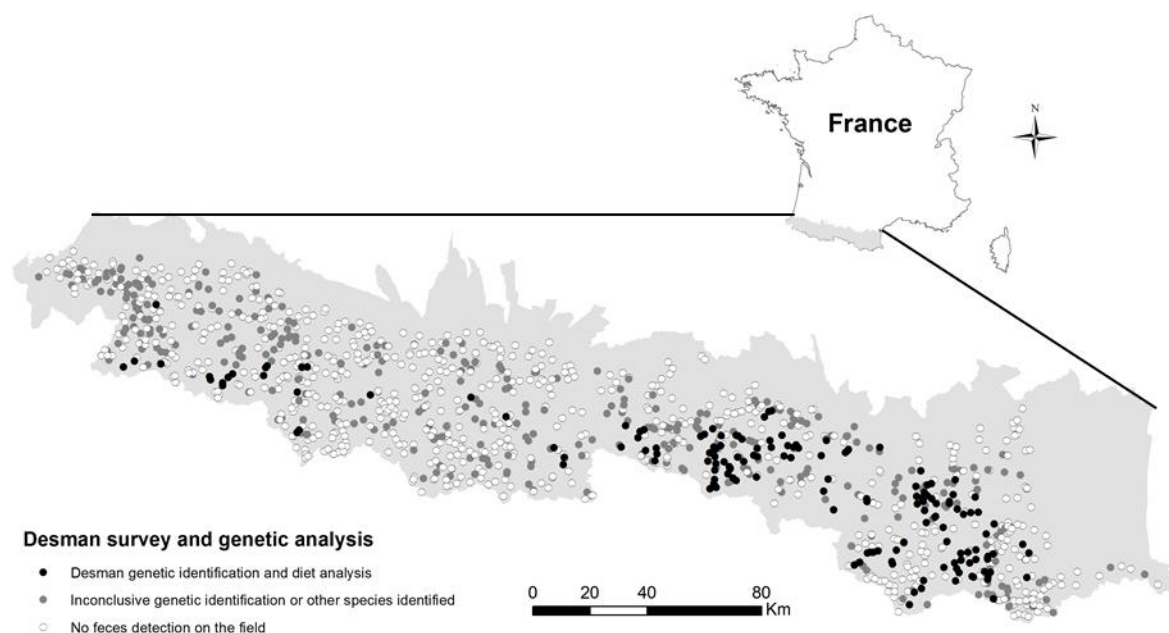 France
N
Desman survey and genetic analysis
Desman genetic identification and diet analysis
Inconclusive genetic identification or other species identified
No feces detection on the field
0 20 40 80
Km